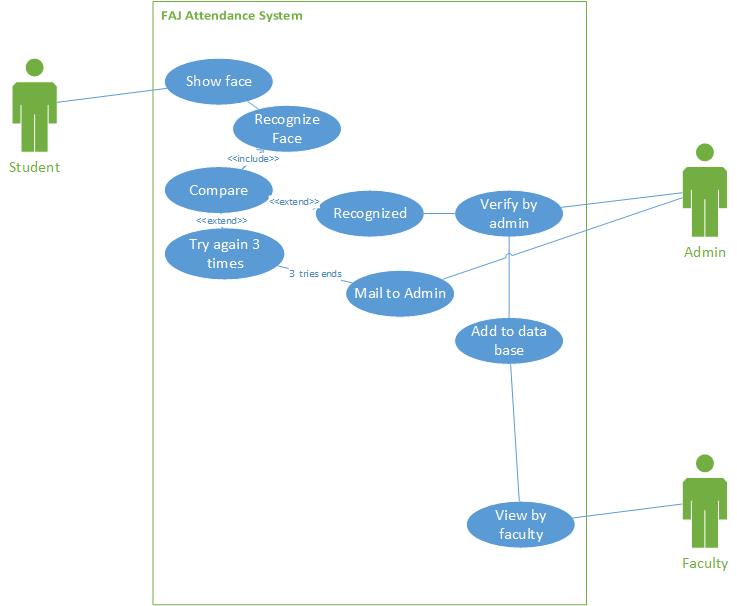 FAJ Attendance System
Show face
Recognize
Face
Student
<<include>>
Compare
<<extend>>
Recognized
Verify by
admin
Admin
<<extend>>
Try again 3
times
3 tries ends
Mail to Admin
Add to data
base
View by
faculty
Faculty